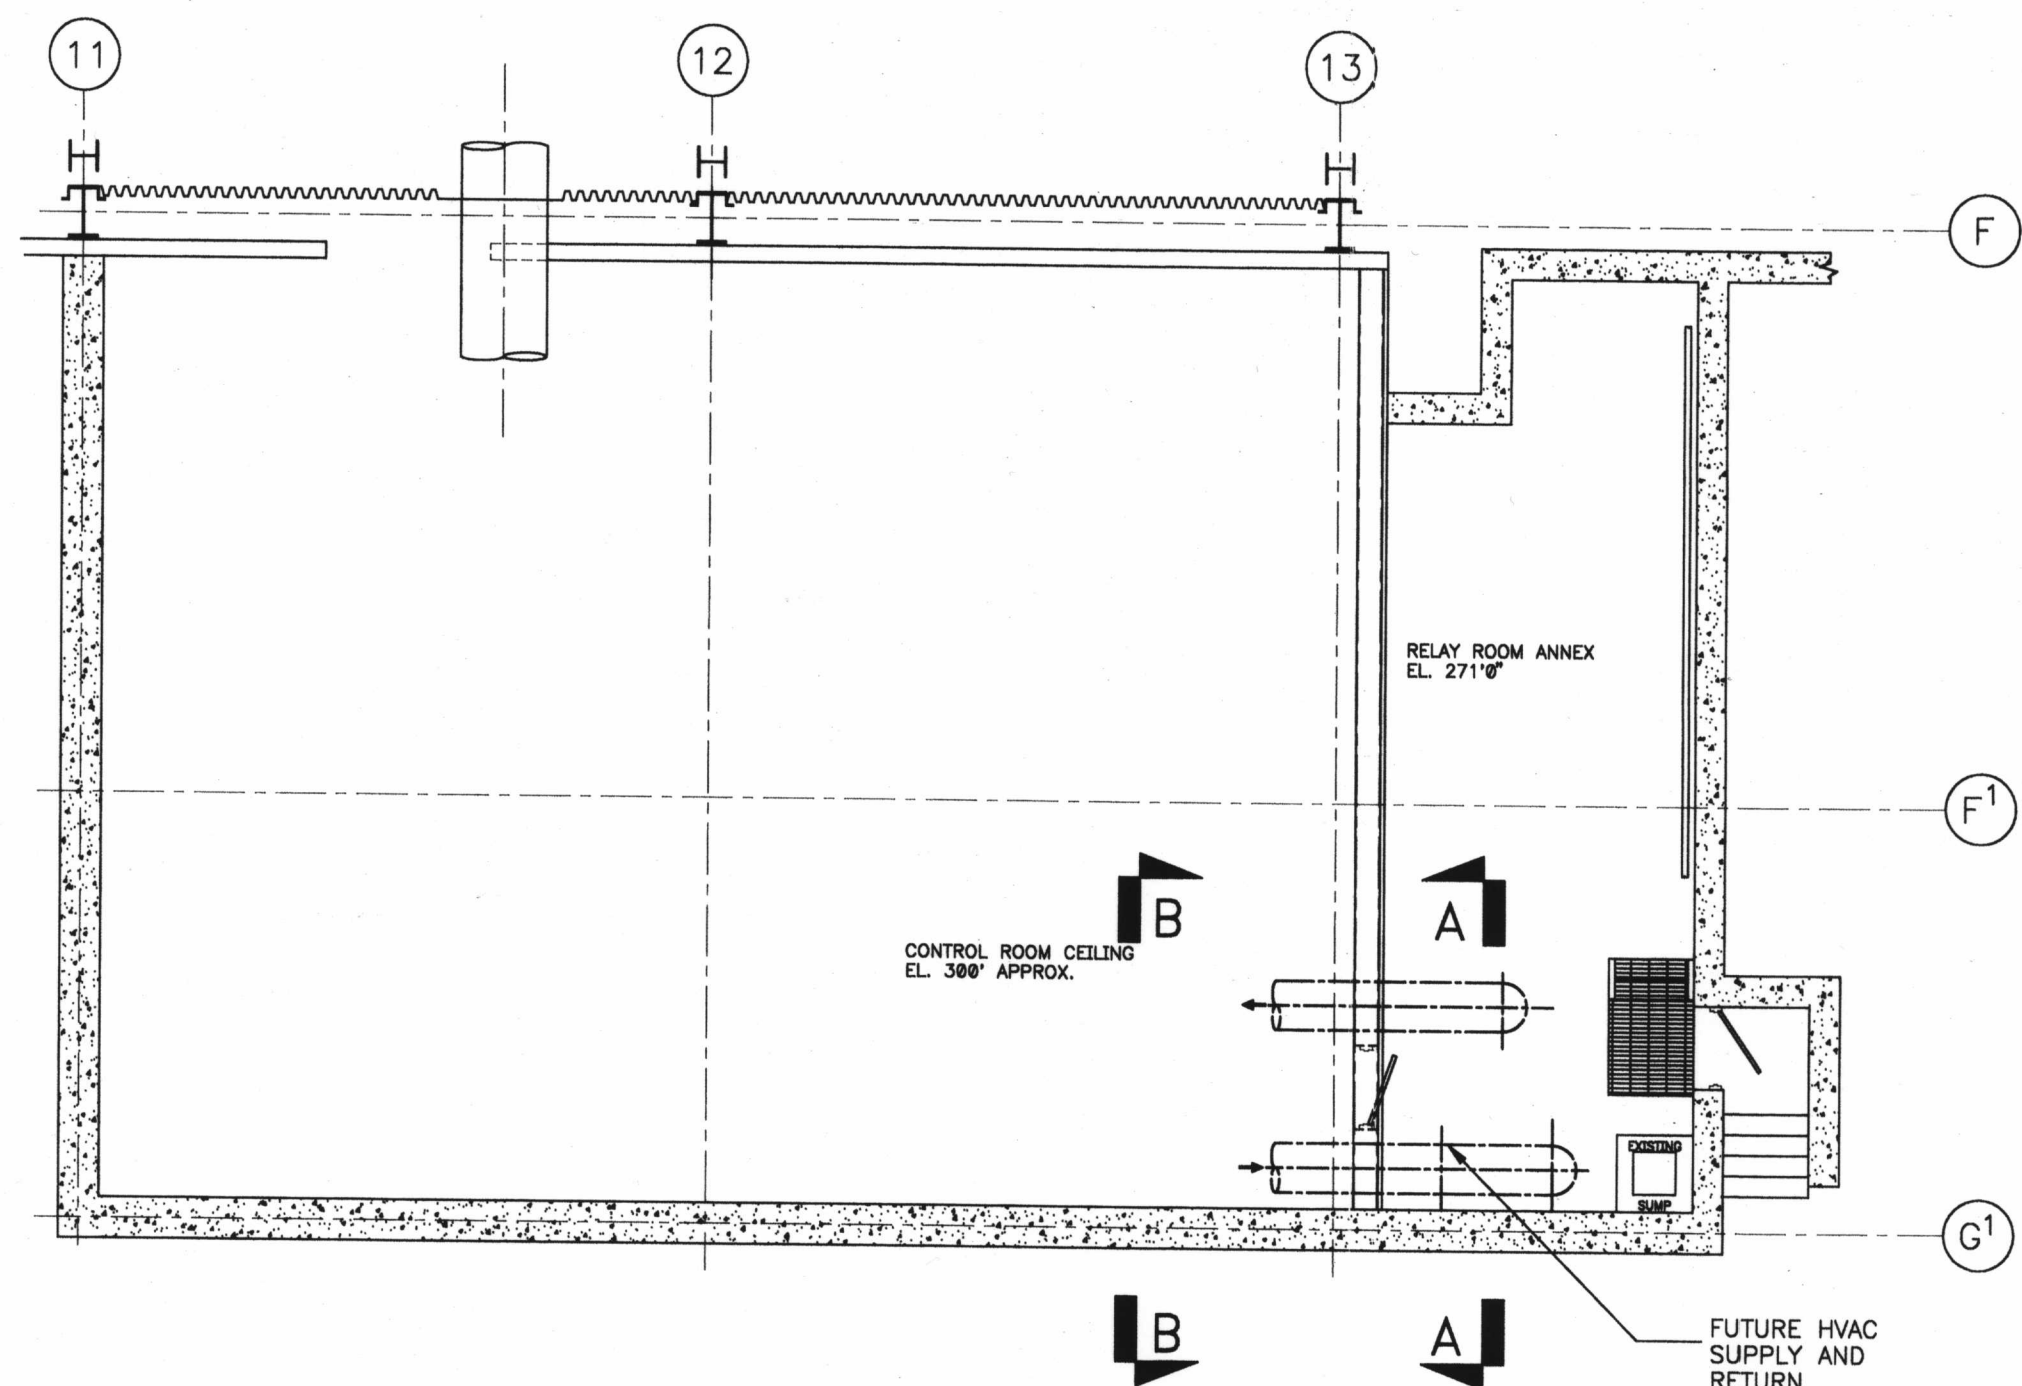 11
12
13
F
RELAY ROOM ANNEX
EL. 271'0"
F1
B
A
CONTROL ROOM CEILING
EL. 300' APPROX.
EXISTING
SUMP
G1
B
A
FUTURE HVAC
SUPPLY AND
RETURN